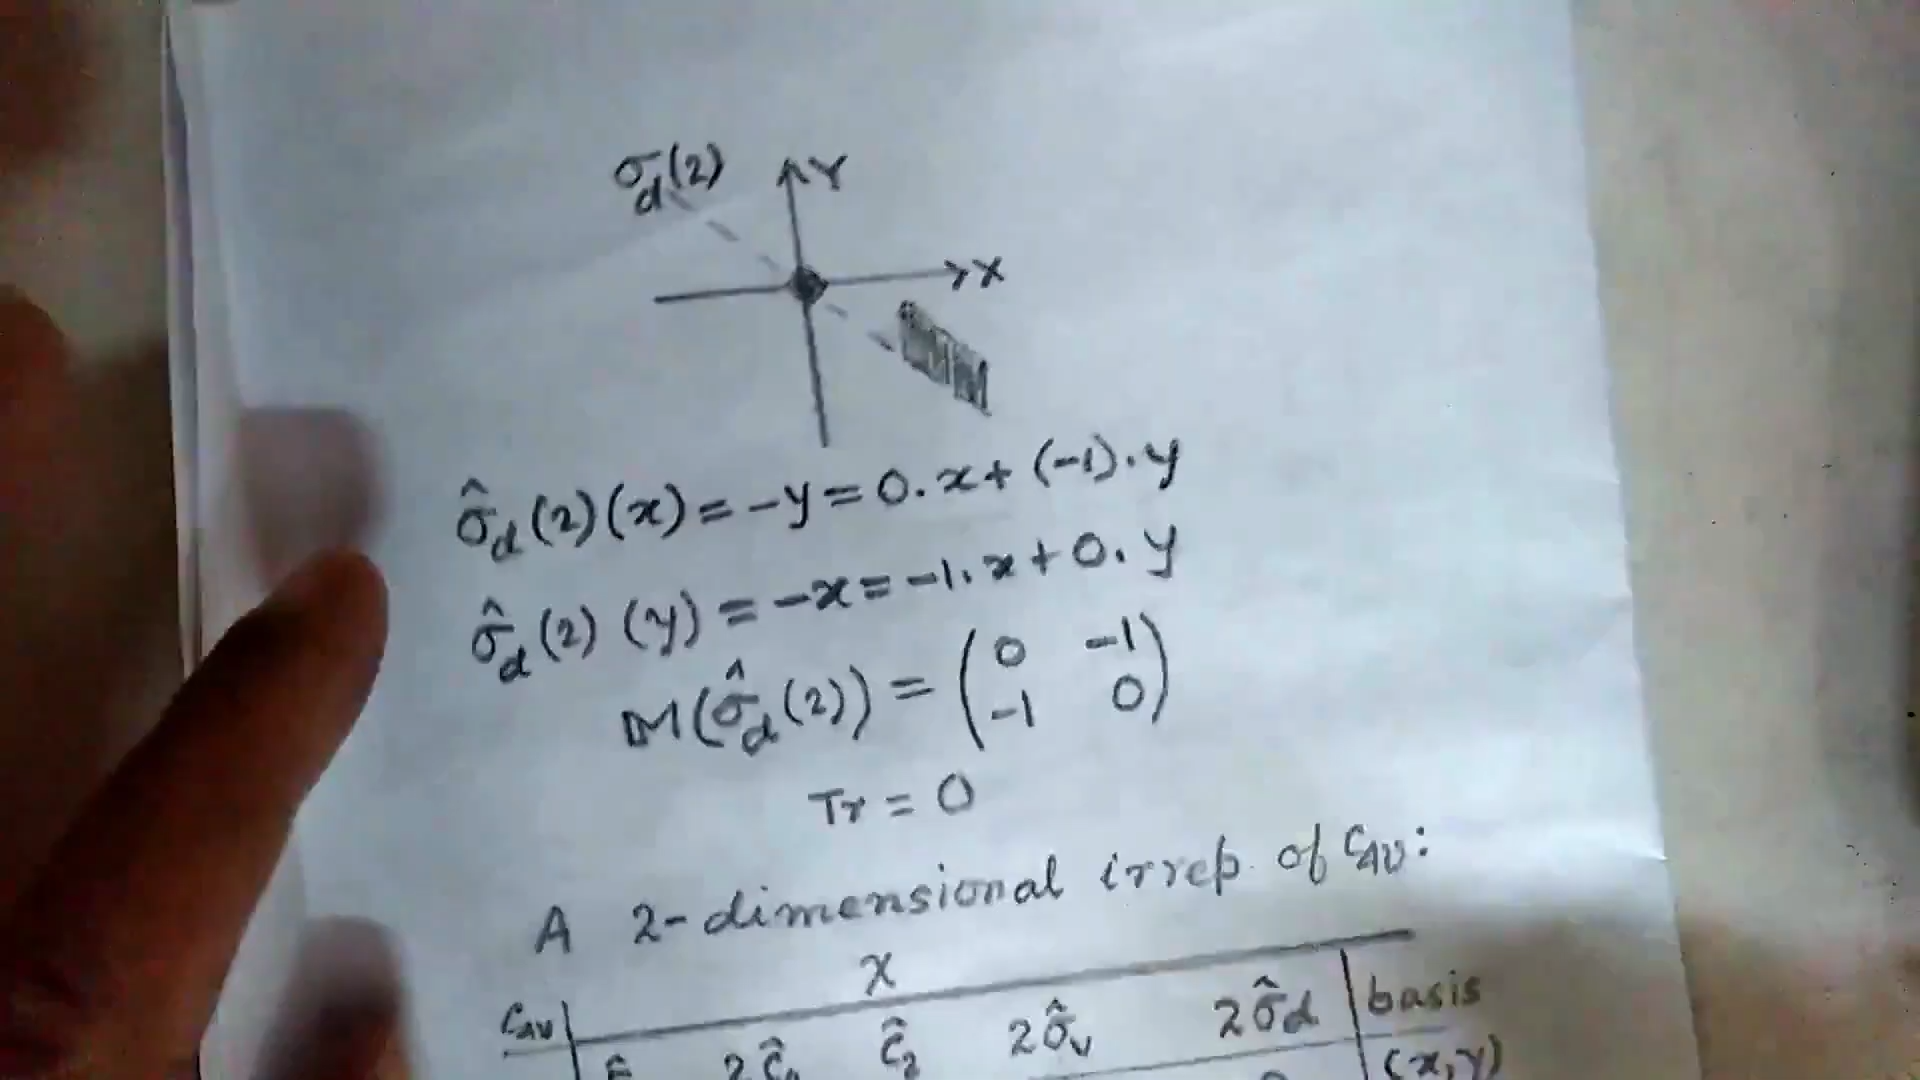 σd(2)
Y
X
σ̂d(2)(x) = -y = 0.x + (-1).y
σ̂d(2) (y) = -x = -1.x + 0.y
M(σ̂d(2)) = (0 -1
-1 0)
Tr = 0
A 2-dimensional irrep. of C4v:
χ
C4v 2σ̂v 2σ̂d basis
Ĉ2
(x,y)